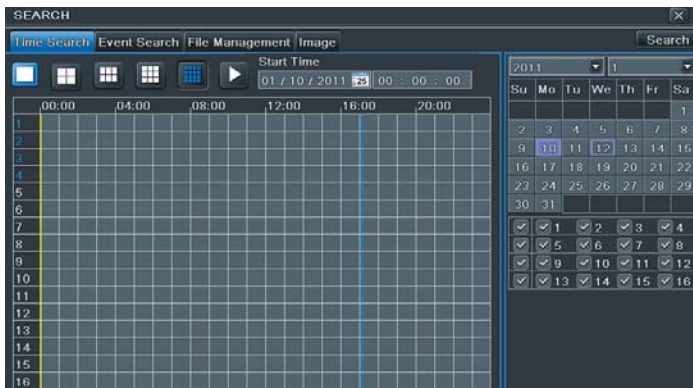 SEARCH
Time Search Event Search File Management Image Search
Start Time
01 / 10 / 2011 25 00 : 00 : 00
00:00 04:00 08:00 12:00 16:00 20:00
1
2
3
4
5
6
7
8
9
10
11
12
13
14
15
16
2011 1
Su Mo Tu We Th Fr Sa
1
2 3 4 5 6 7 8
9 10 11 12 13 14 15
16 17 18 19 20 21 22
23 24 25 26 27 28 29
30 31
1 2 3 4
5 6 7 8
9 10 11 12
13 14 15 16